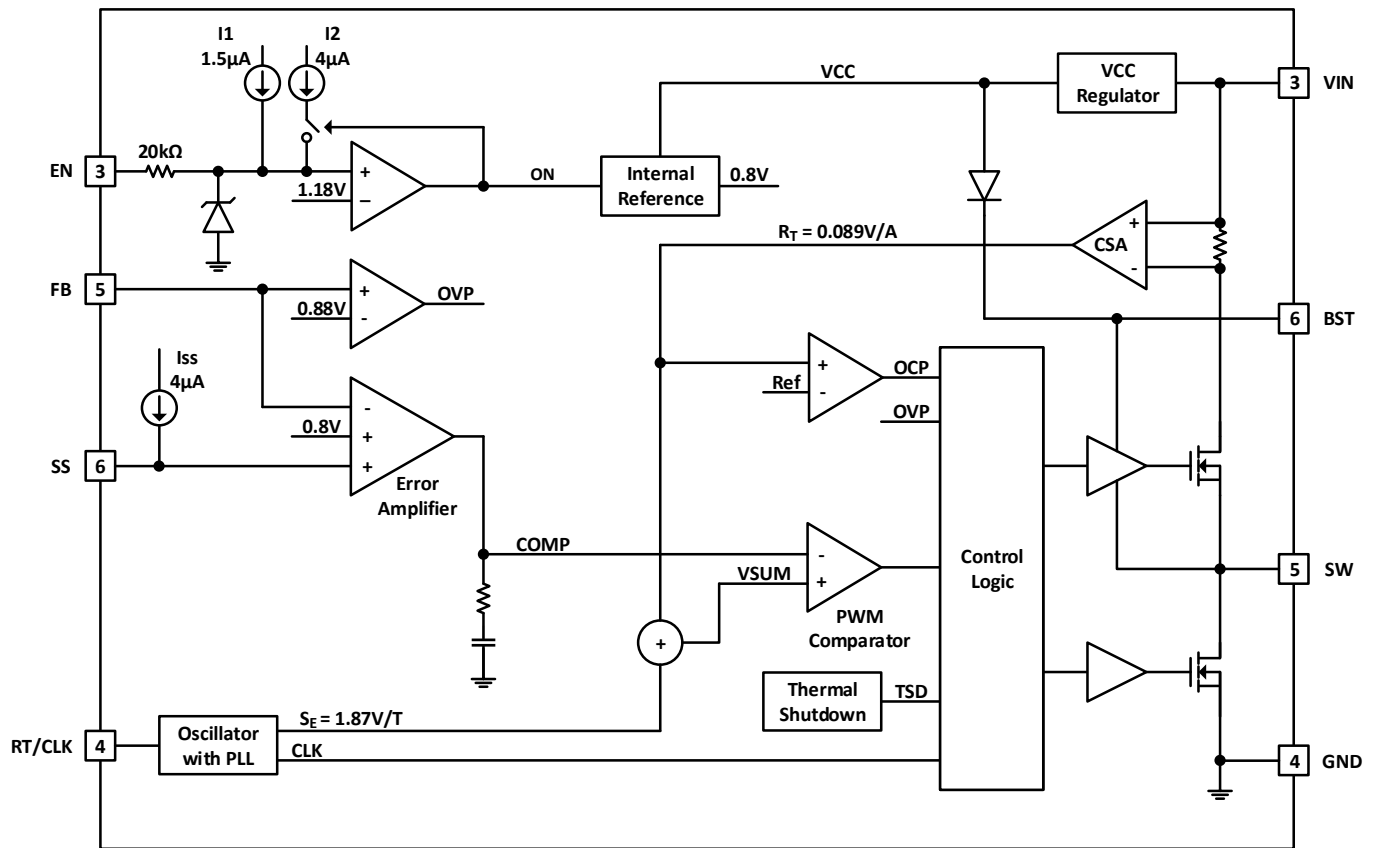 I1
1.5µA
I2
4µA
VCC
VCC
Regulator
3
VIN
EN
3
20kΩ
1.18V
+
−
ON
Internal
Reference
0.8V
RT = 0.089V/A
CSA
+
-
FB
5
0.88V
+
-
OVP
6
BST
Iss
4µA
Ref
+
-
OCP
OVP
0.8V
-
+
+
SS
6
Error
Amplifier
COMP
VSUM
-
+
PWM
Comparator
Control
Logic
5
SW
+
Thermal
Shutdown
TSD
SE = 1.87V/T
RT/CLK
4
Oscillator
with PLL
CLK
4
GND